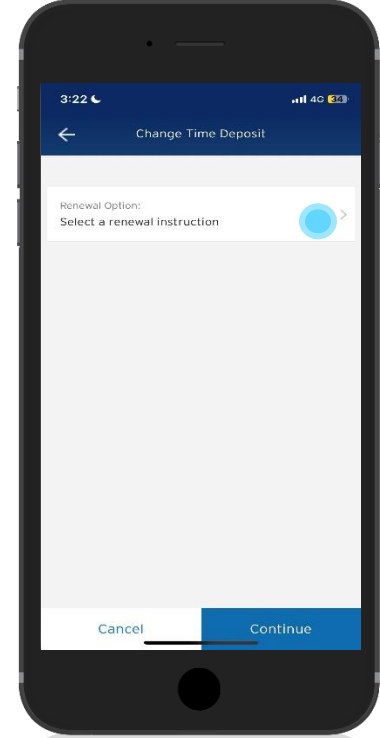 3:22 4G 34
Change Time Deposit
Renewal Option:
Select a renewal instruction
Cancel Continue